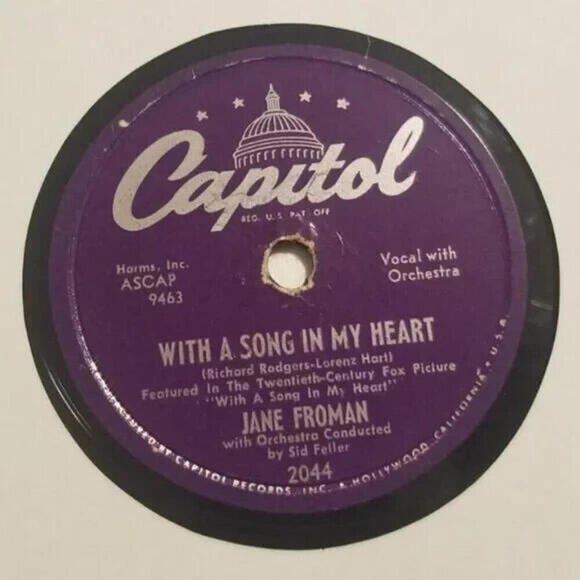 Capitol
REG. U.S. PAT. OFF
Harms, Inc.
ASCAP
9463
Vocal with
Orchestra
WITH A SONG IN MY HEART
(Richard Rodgers-Lorenz Hart)
Featured In The Twentieth-Century Fox Picture
"With A Song In My Heart"
JANE FROMAN
with Orchestra Conducted
by Sid Feller
2044
MANUFACTURED BY CAPITOL RECORDS, INC. HOLLYWOOD, CALIFORNIA • U.S.A.